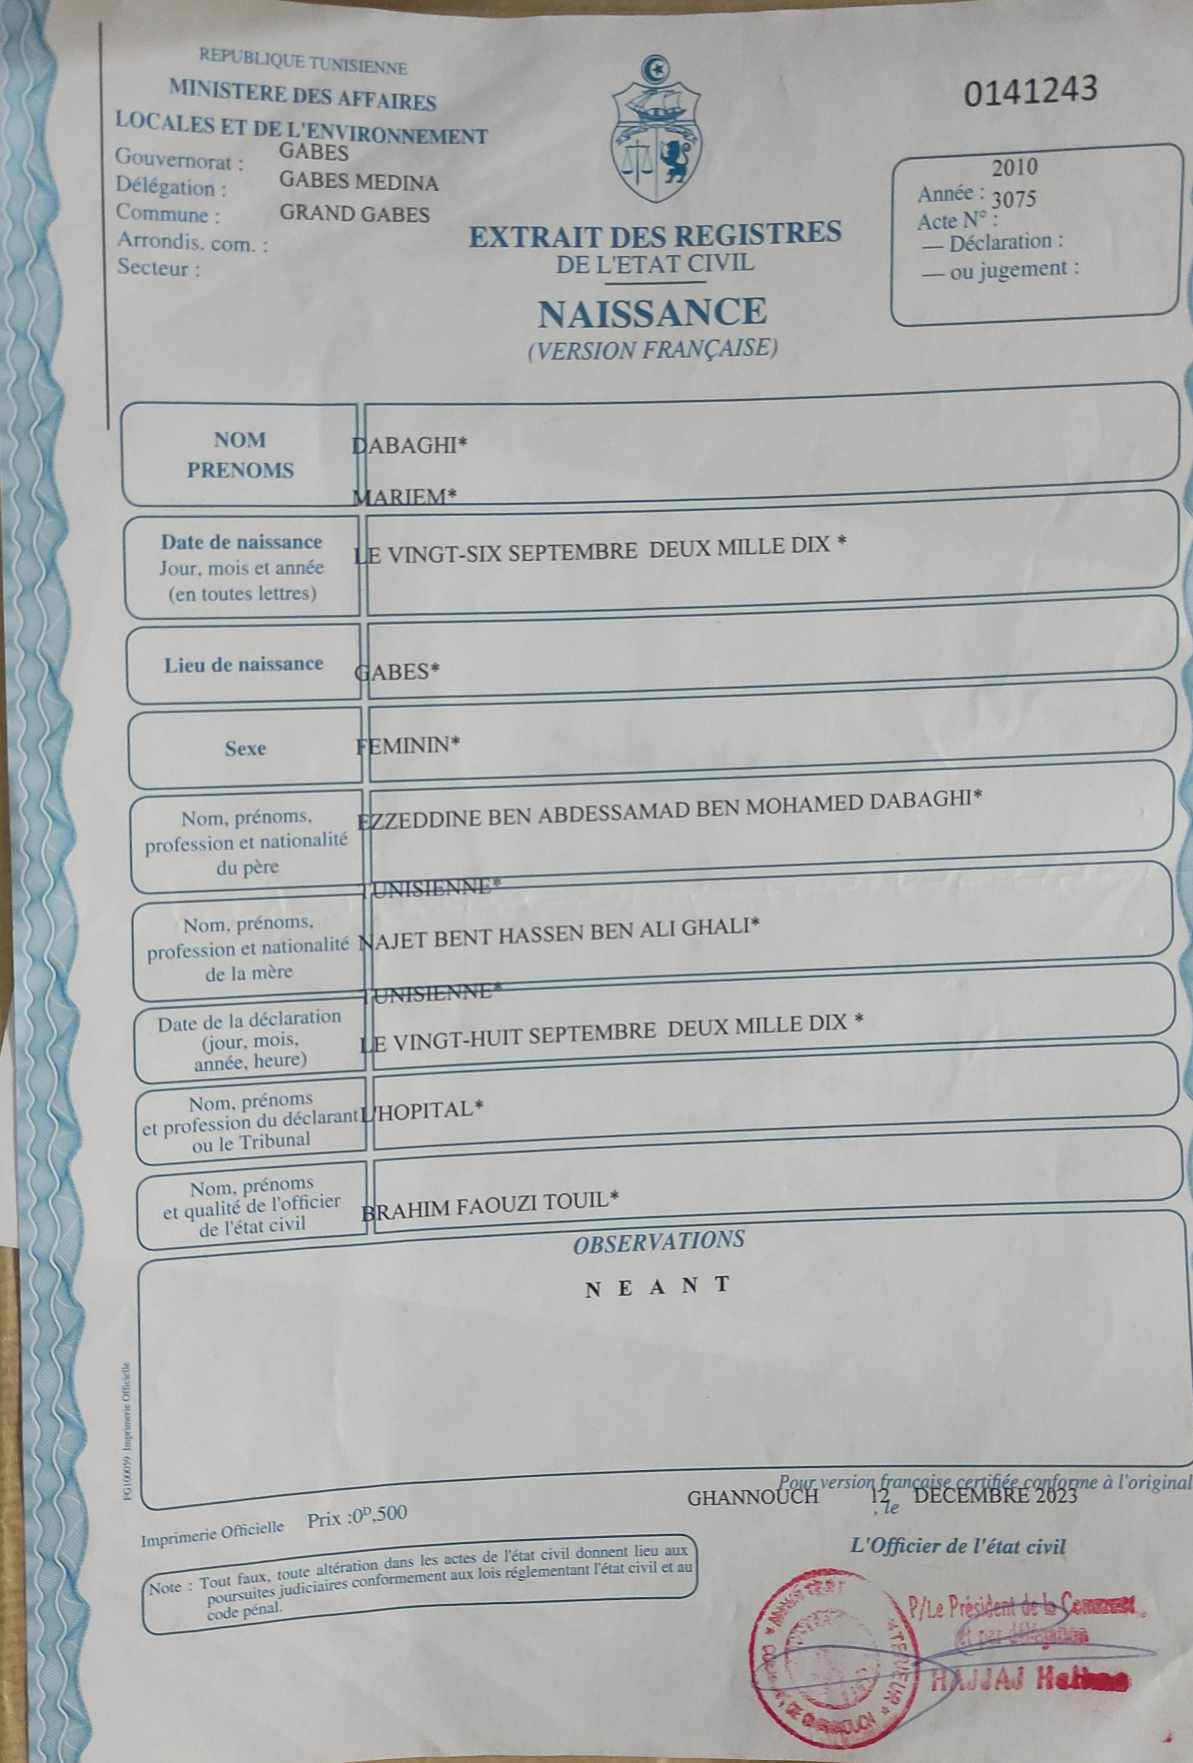 REPUBLIQUE TUNISIENNE
MINISTERE DES AFFAIRES
LOCALES ET DE L'ENVIRONNEMENT
Gouvernorat : GABES
Délégation : GABES MEDINA
Commune : GRAND GABES
Arrondis. com. :
Secteur :
0141243
2010
Année :
3075
Acte N° :
— Déclaration :
— ou jugement :
EXTRAIT DES REGISTRES
DE L'ETAT CIVIL
NAISSANCE
(VERSION FRANÇAISE)
NOM
PRENOMS
DABAGHI*
MARIEM*
Date de naissance
Jour, mois et année
(en toutes lettres)
LE VINGT-SIX SEPTEMBRE DEUX MILLE DIX *
Lieu de naissance
GABES*
Sexe
FEMININ*
Nom, prénoms,
profession et nationalité
du père
EZZEDDINE BEN ABDESSAMAD BEN MOHAMED DABAGHI*
TUNISIENNE*
Nom, prénoms,
profession et nationalité
de la mère
NAJET BENT HASSEN BEN ALI GHALI*
TUNISIENNE*
Date de la déclaration
(jour, mois,
année, heure)
LE VINGT-HUIT SEPTEMBRE DEUX MILLE DIX *
Nom, prénoms
et profession du déclarant
ou le Tribunal
L'HOPITAL*
Nom, prénoms
et qualité de l'officier
de l'état civil
BRAHIM FAOUZI TOUIL*
OBSERVATIONS
N E A N T
FG100059 Imprimerie Officielle
Pour version française certifiée conforme à l'original
GHANNOUCH , le 12 DECEMBRE 2023
Imprimerie Officielle Prix :0ᴰ,500
L'Officier de l'état civil
Note : Tout faux, toute altération dans les actes de l'état civil donnent lieu aux
poursuites judiciaires conformement aux lois réglementant l'état civil et au
code pénal.
P/Le Président de la
et par délégation
HAJJAJ